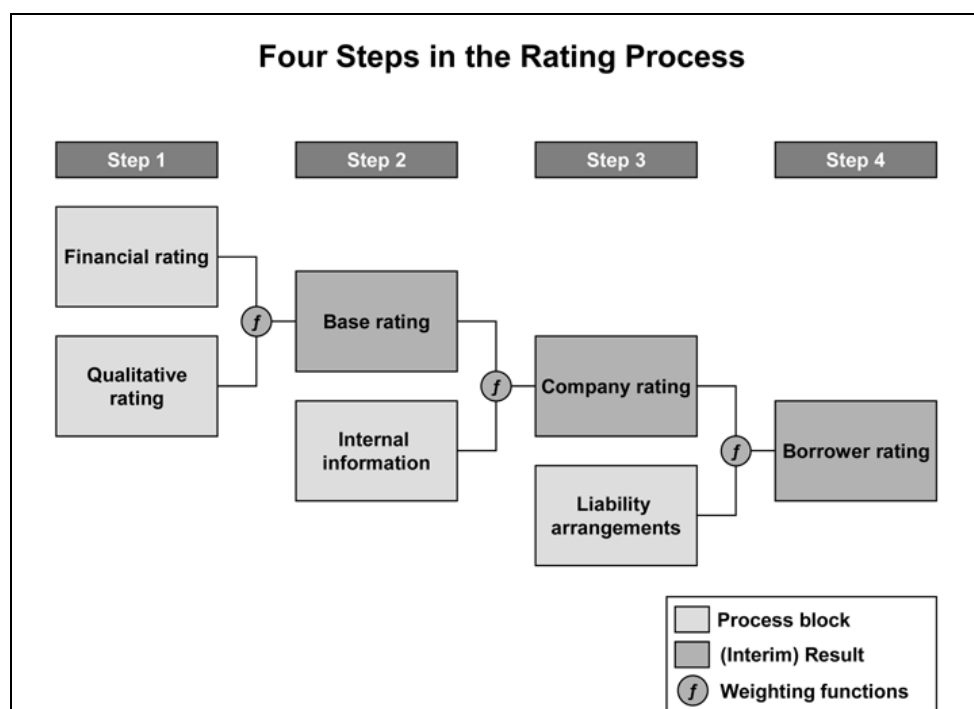 Four Steps in the Rating Process
Step 1
Step 2
Step 3
Step 4
Financial rating
Qualitative
rating
f
Base rating
Internal
information
f
Company rating
Liability
arrangements
f
Borrower rating
Process block
(Interim) Result
f Weighting functions